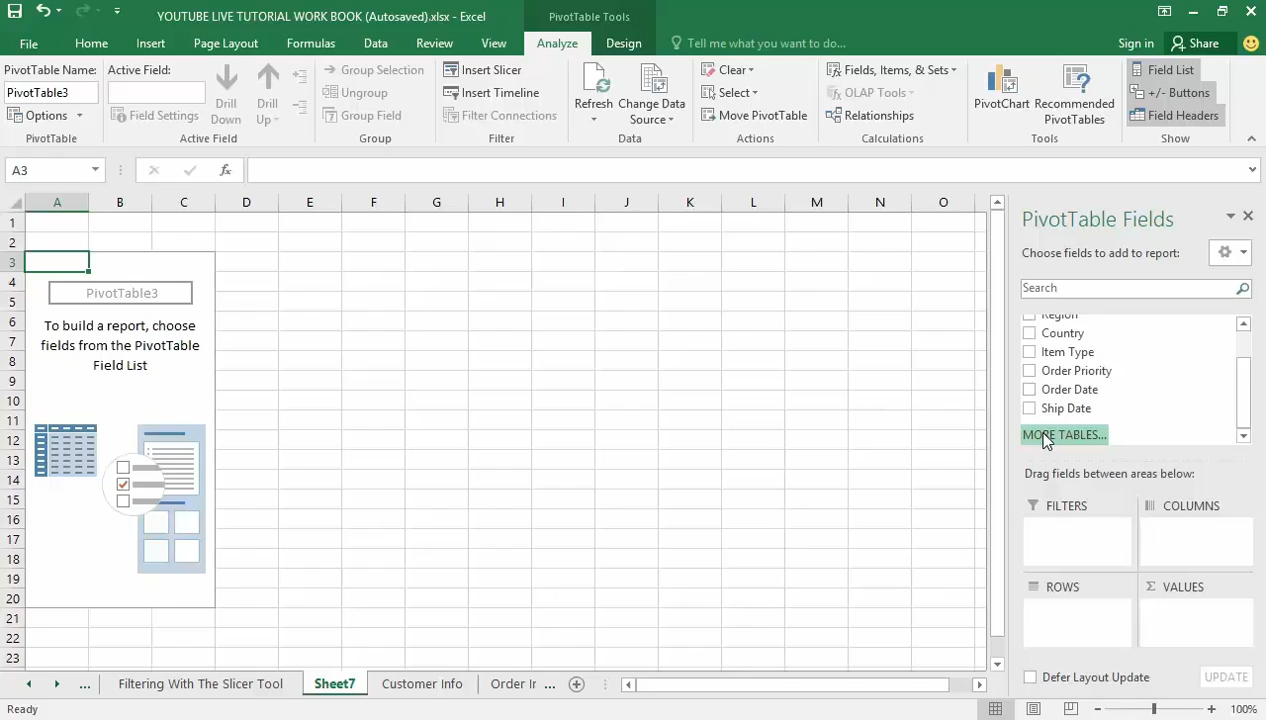 YOUTUBE LIVE TUTORIAL WORK BOOK (Autosaved).xlsx - Excel
PivotTable Tools
File Home Insert Page Layout Formulas Data Review View Analyze Design Tell me what you want to do... Sign in Share
PivotTable Name:
PivotTable3
Options
PivotTable
Active Field:
Field Settings
Drill Down
Drill Up
Active Field
Group Selection
Ungroup
Group Field
Group
Insert Slicer
Insert Timeline
Filter Connections
Filter
Refresh
Change Data Source
Data
Clear
Select
Move PivotTable
Actions
Fields, Items, & Sets
OLAP Tools
Relationships
Calculations
PivotChart
Recommended PivotTables
Tools
Field List
+/- Buttons
Field Headers
Show
A3
fx
A B C D E F G H I J K L M N O
1
2
3
4
5
6
7
8
9
10
11
12
13
14
15
16
17
18
19
20
21
22
23
PivotTable3
To build a report, choose
fields from the PivotTable
Field List
PivotTable Fields
Choose fields to add to report:
Search
Region
Country
Item Type
Order Priority
Order Date
Ship Date
MORE TABLES...
Drag fields between areas below:
FILTERS
COLUMNS
ROWS
Σ VALUES
Defer Layout Update
UPDATE
... Filtering With The Slicer Tool Sheet7 Customer Info Order Ir ...
Ready
100%